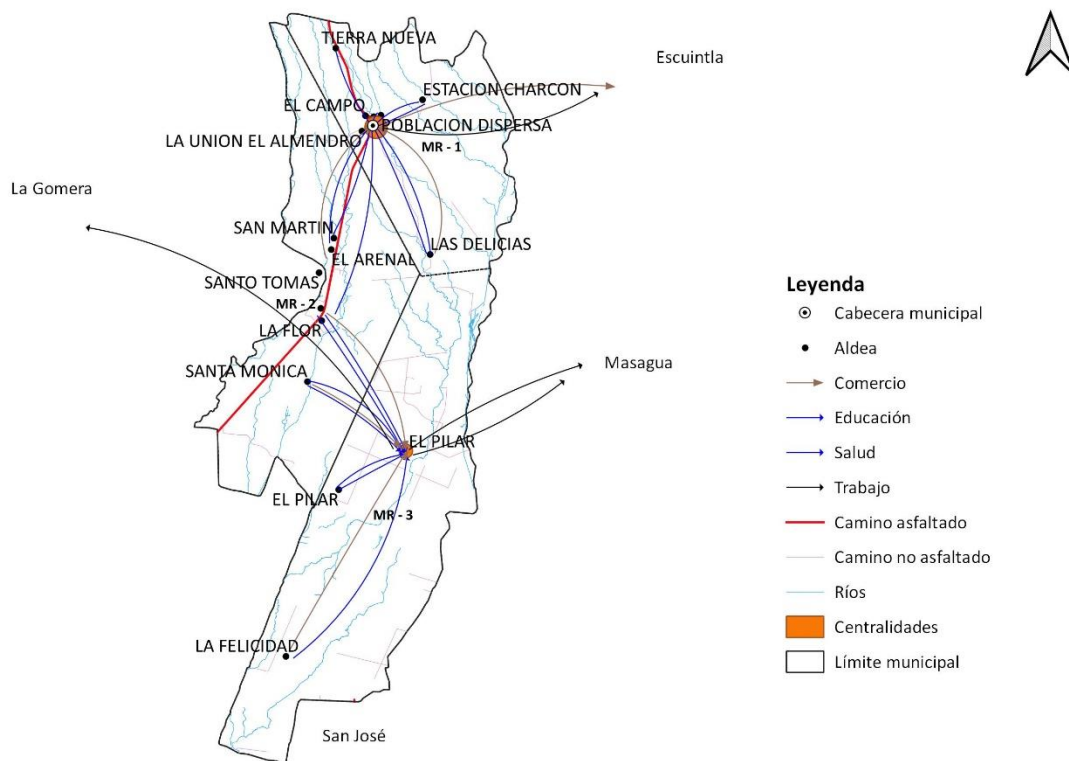 TIERRA NUEVA
Escuintla
ESTACION CHARCON
EL CAMPO
POBLACION DISPERSA
LA UNION EL ALMENDRO
MR - 1
La Gomera
SAN MARTIN
LAS DELICIAS
EL ARENAL
SANTO TOMAS
MR - 2
LA FLOR
SANTA MONICA
Masagua
EL PILAR
EL PILAR
MR - 3
LA FELICIDAD
San José
Leyenda
Cabecera municipal
Aldea
Comercio
Educación
Salud
Trabajo
Camino asfaltado
Camino no asfaltado
Ríos
Centralidades
Límite municipal